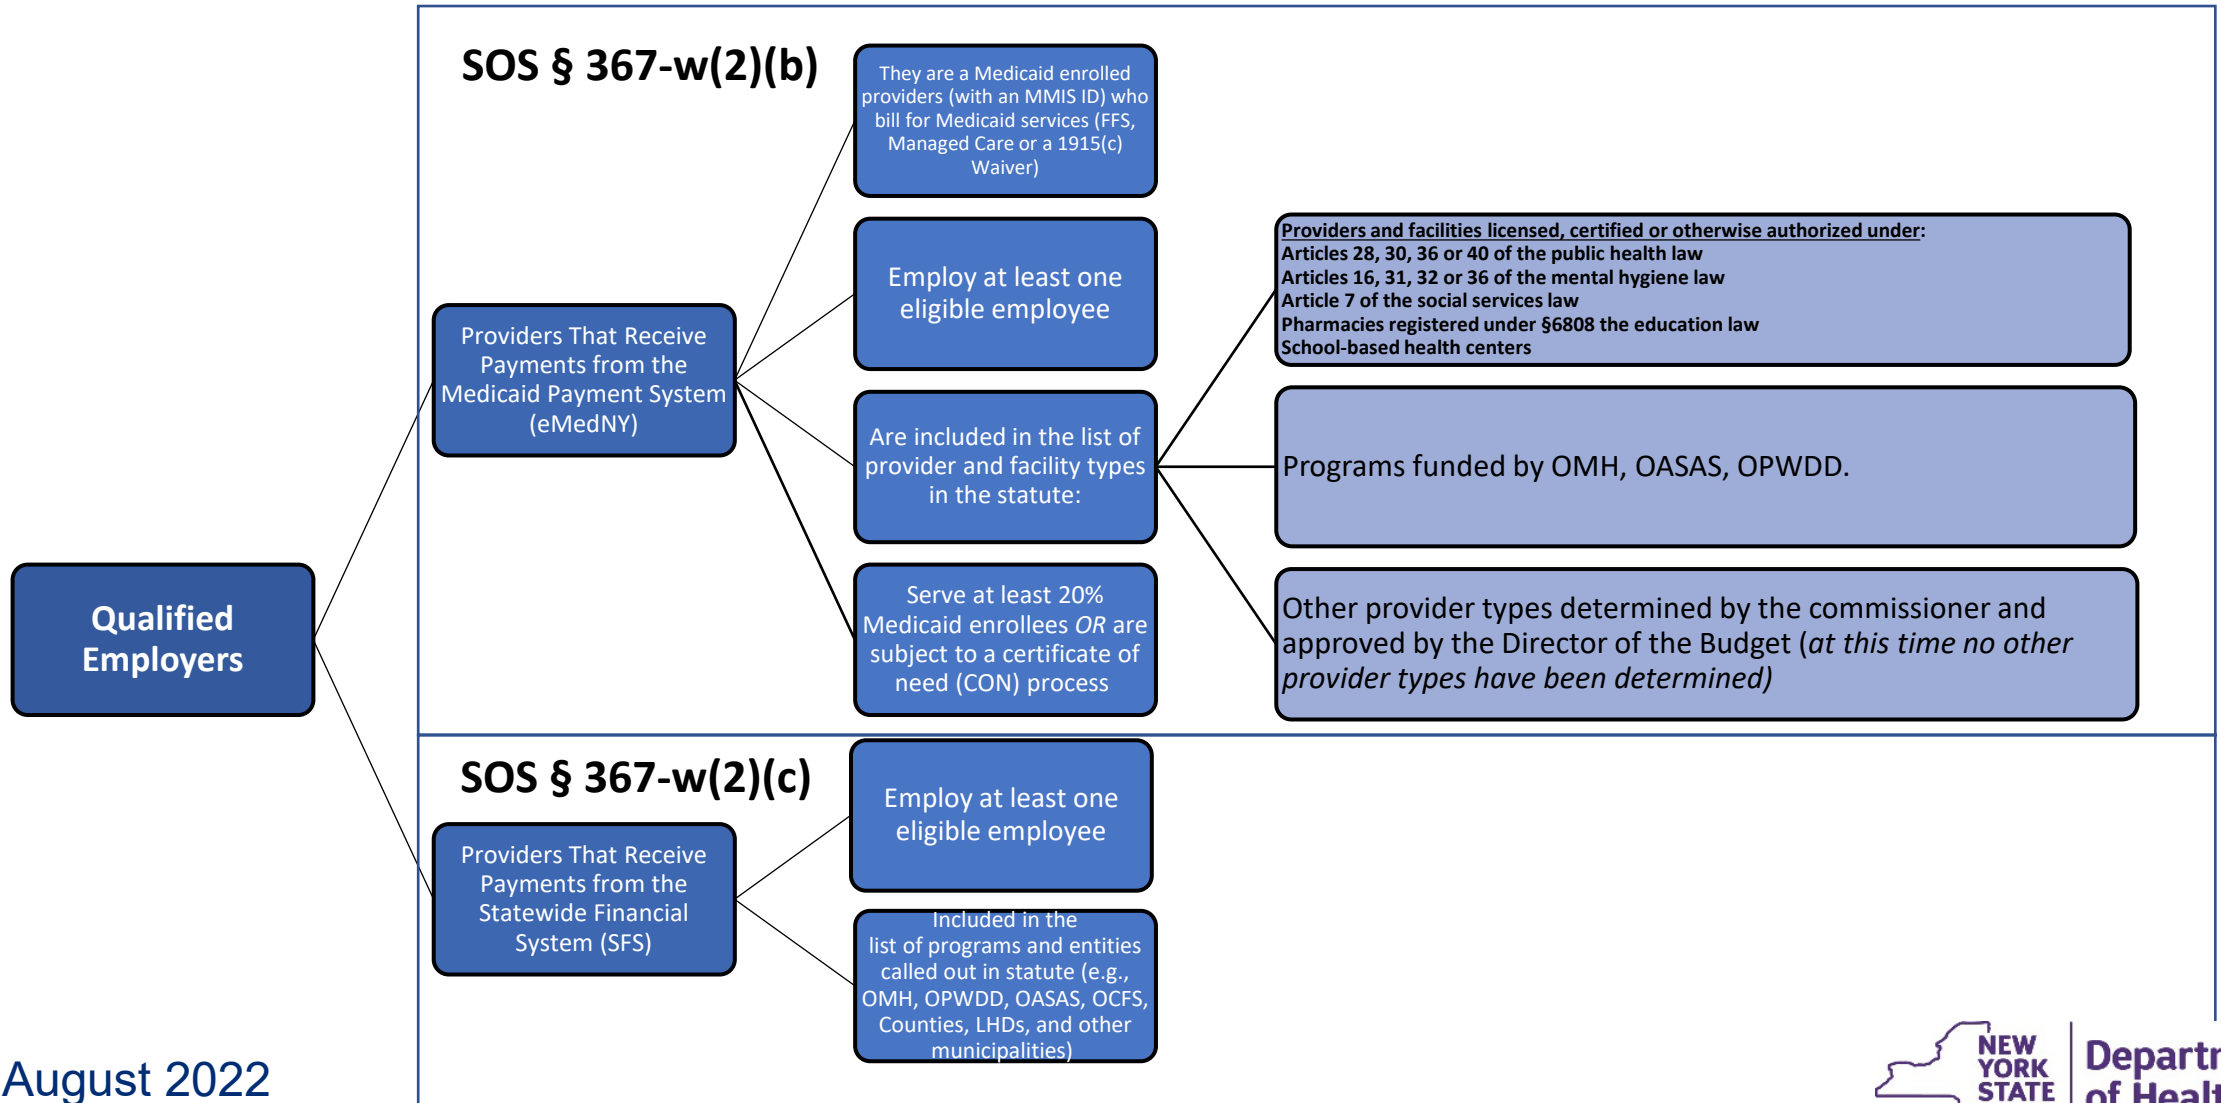 SOS § 367-w(2)(b)
They are a Medicaid enrolled
providers (with an MMIS ID) who
bill for Medicaid services (FFS,
Managed Care or a 1915(c)
Waiver)
Employ at least one
eligible employee
Providers and facilities licensed, certified or otherwise authorized under:
Articles 28, 30, 36 or 40 of the public health law
Articles 16, 31, 32 or 36 of the mental hygiene law
Article 7 of the social services law
Pharmacies registered under §6808 the education law
School-based health centers
Providers That Receive
Payments from the
Medicaid Payment System
(eMedNY)
Are included in the list of
provider and facility types
in the statute:
Programs funded by OMH, OASAS, OPWDD.
Qualified
Employers
Serve at least 20%
Medicaid enrollees OR are
subject to a certificate of
need (CON) process
Other provider types determined by the commissioner and
approved by the Director of the Budget (at this time no other
provider types have been determined)
SOS § 367-w(2)(c)
Employ at least one
eligible employee
Providers That Receive
Payments from the
Statewide Financial
System (SFS)
Included in the
list of programs and entities
called out in statute (e.g.,
OMH, OPWDD, OASAS, OCFS,
Counties, LHDs, and other
municipalities)
August 2022
NEW
YORK
STATE
Departm
of Healt